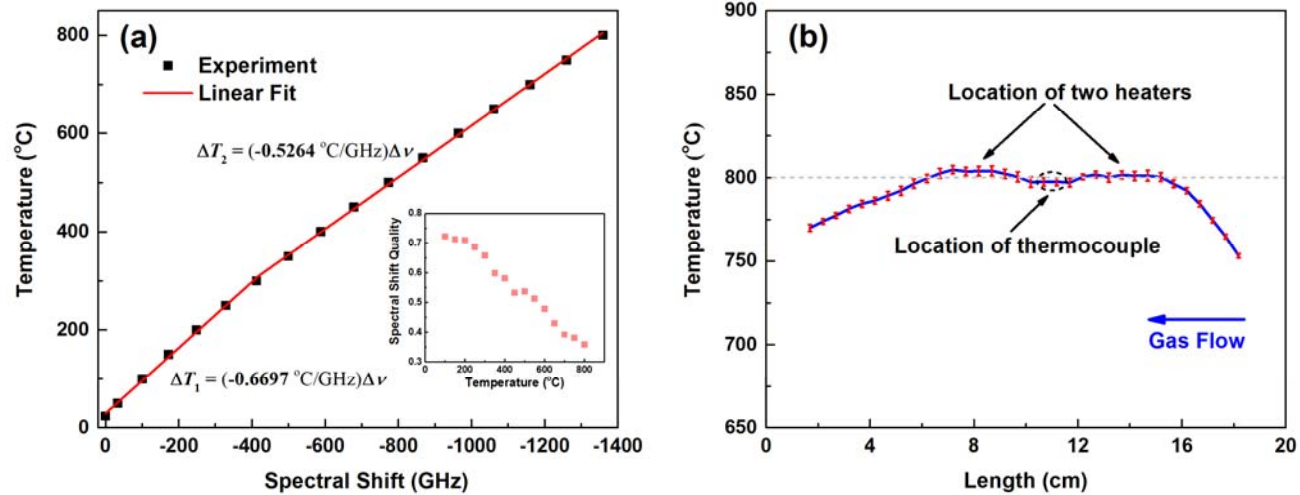 (a)
Experiment
Linear Fit
ΔT₂ = (-0.5264 °C/GHz)Δν
ΔT₁ = (-0.6697 °C/GHz)Δν
Temperature (°C)
800
600
400
200
0
0 -200 -400 -600 -800 -1000 -1200 -1400
Spectral Shift (GHz)
Spectral Shift Quality
0.8
0.7
0.6
0.5
0.4
0.3
0 200 400 600 800
Temperature (°C)
(b)
Location of two heaters
Location of thermocouple
Gas Flow
Temperature (°C)
900
850
800
750
700
650
0 4 8 12 16 20
Length (cm)